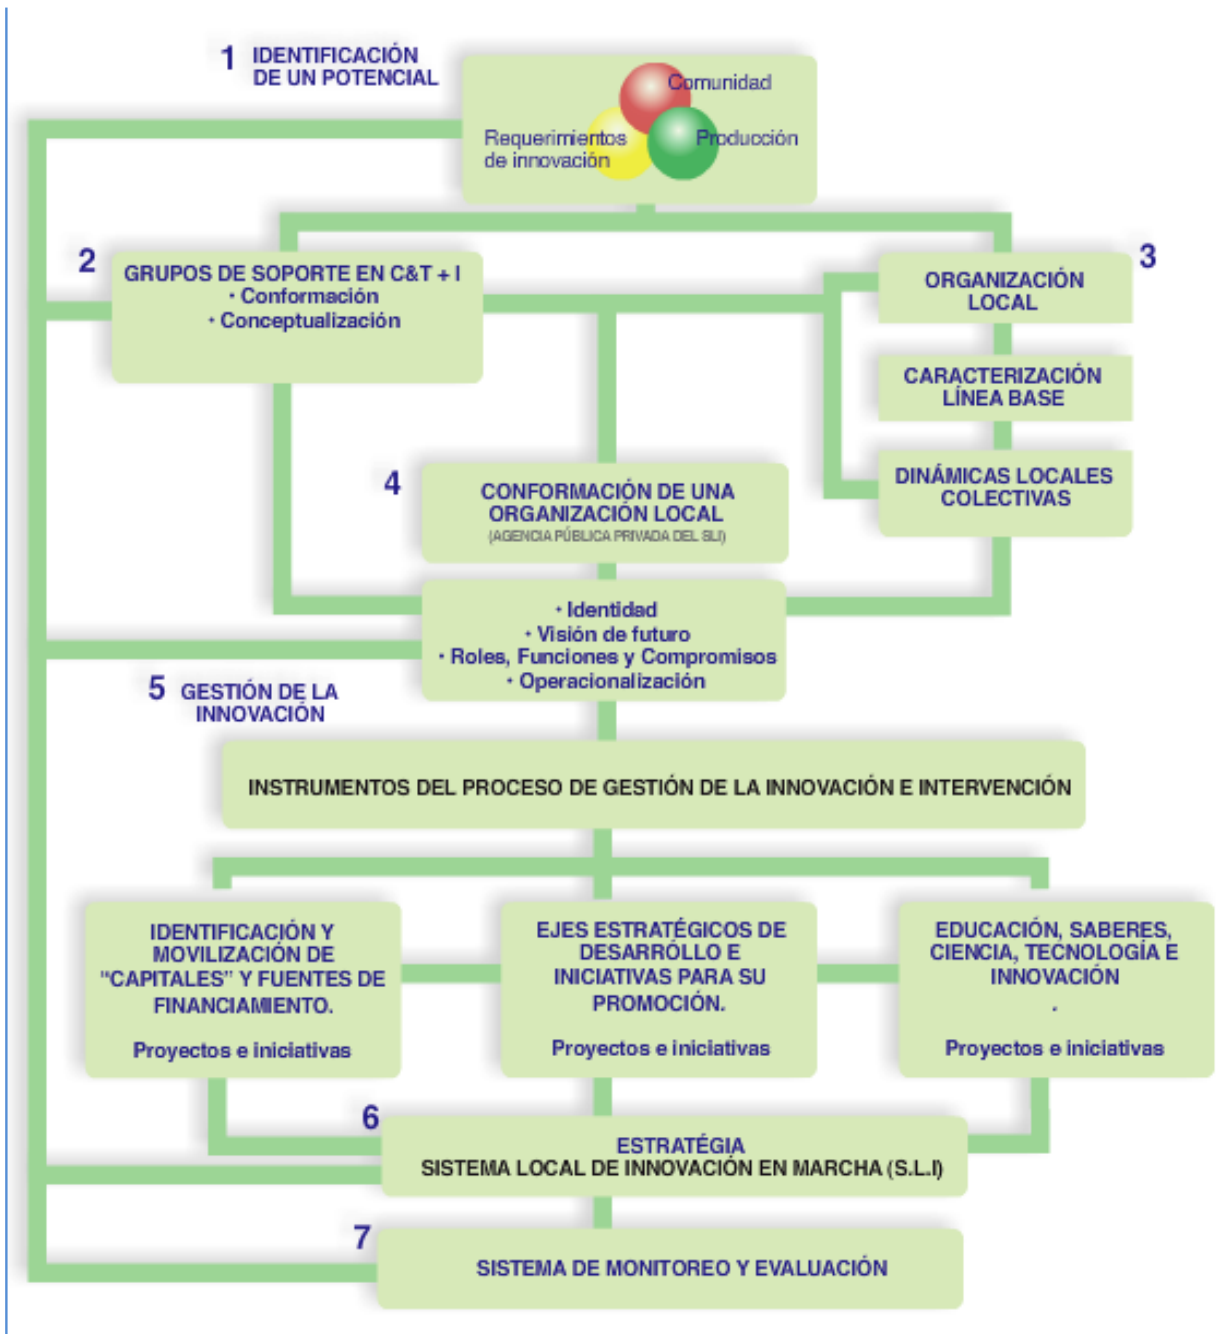 1 IDENTIFICACIÓN
DE UN POTENCIAL
Comunidad
Requerimientos
de innovación
Producción
2
GRUPOS DE SOPORTE EN C&T + I
• Conformación
• Conceptualización
3
ORGANIZACIÓN
LOCAL
CARACTERIZACIÓN
LÍNEA BASE
DINÁMICAS LOCALES
COLECTIVAS
4
CONFORMACIÓN DE UNA
ORGANIZACIÓN LOCAL
(AGENCIA PÚBLICA PRIVADA DEL SLI)
• Identidad
• Visión de futuro
• Roles, Funciones y Compromisos
• Operacionalización
5 GESTIÓN DE LA
INNOVACIÓN
INSTRUMENTOS DEL PROCESO DE GESTIÓN DE LA INNOVACIÓN E INTERVENCIÓN
IDENTIFICACIÓN Y
MOVILIZACIÓN DE
"CAPITALES” Y FUENTES DE
FINANCIAMIENTO.
Proyectos e iniciativas
EJES ESTRATÉGICOS DE
DESARRÓLLO E
INICIATIVAS PARA SU
PROMOCIÓN.
Proyectos e iniciativas
EDUCACIÓN, SABERES,
CIENCIA, TECNOLOGÍA E
INNOVACIÓN
.
Proyectos e iniciativas
6
ESTRATÉGIA
SISTEMA LOCAL DE INNOVACIÓN EN MARCHA (S.L.I)
7
SISTEMA DE MONITOREO Y EVALUACIÓN